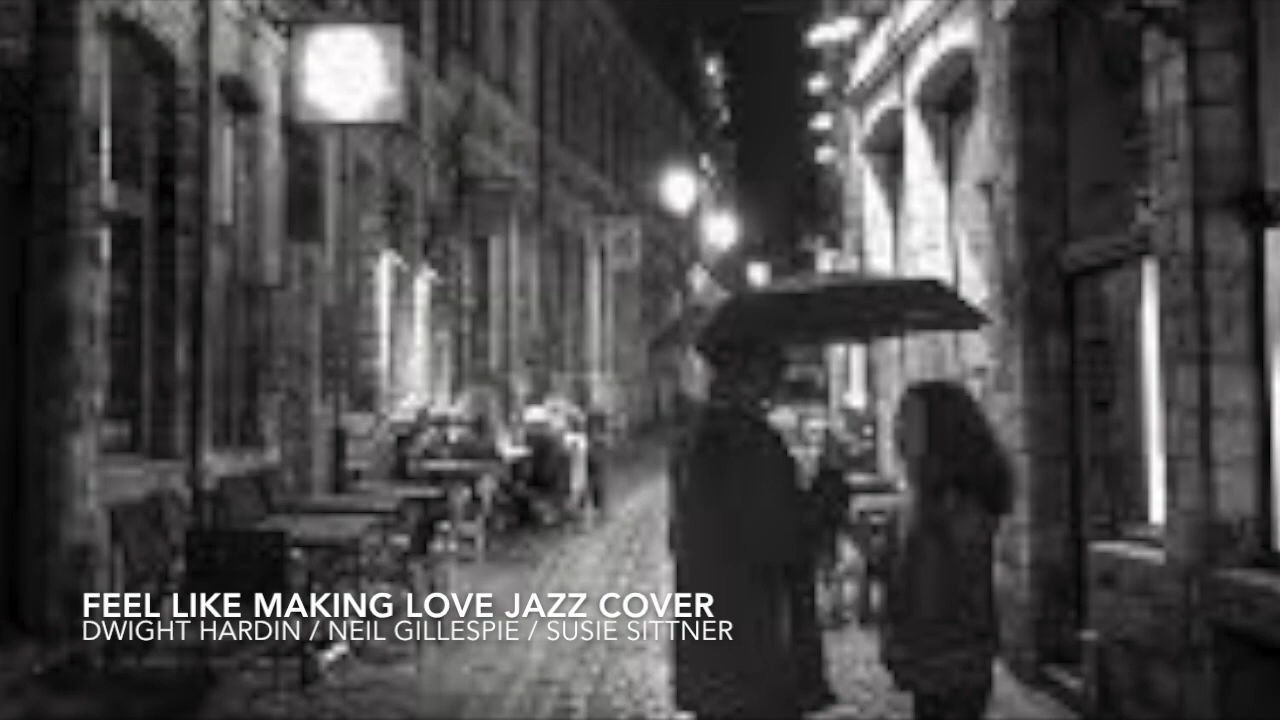 FEEL LIKE MAKING LOVE JAZZ COVER
DWIGHT HARDIN / NEIL GILLESPIE / SUSIE SITTNER